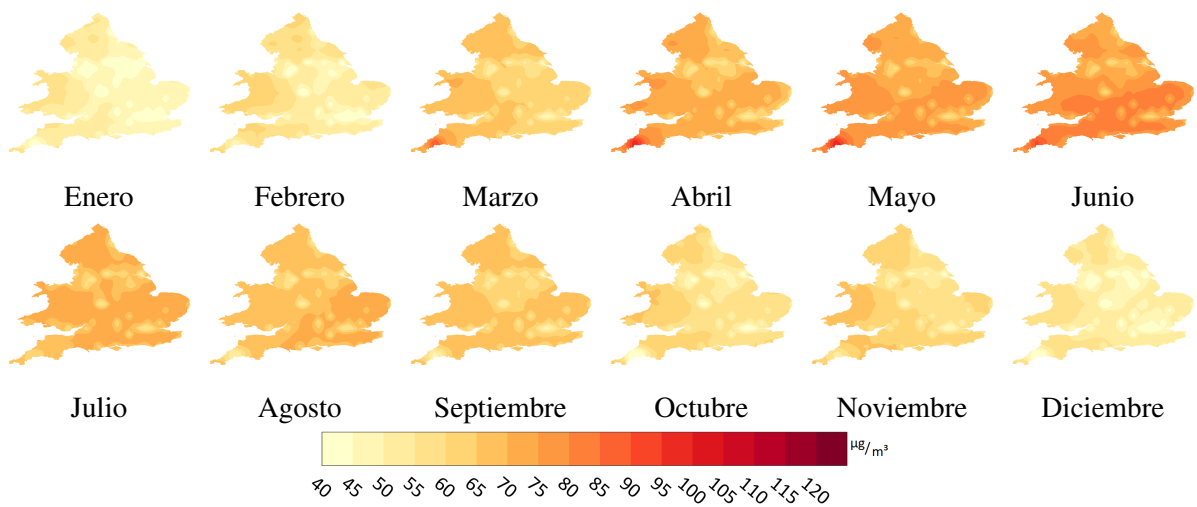 Enero Febrero Marzo Abril Mayo Junio
Julio Agosto Septiembre Octubre Noviembre Diciembre
µg/m³
40 45 50 55 60 65 70 75 80 85 90 95 100 105 110 115 120